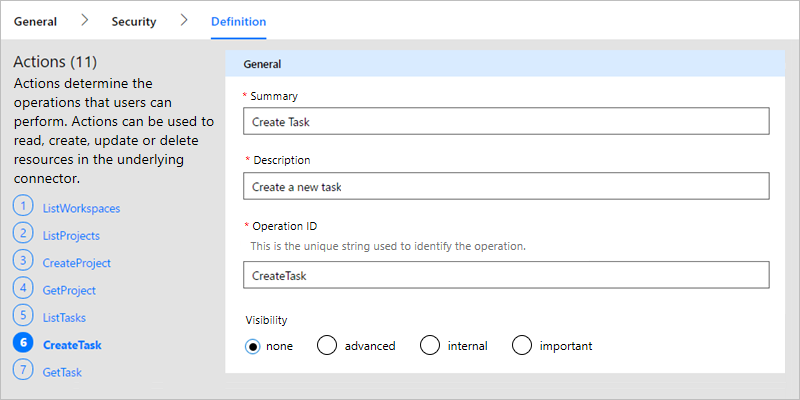 General > Security > Definition
Actions (11)
Actions determine the
operations that users can
perform. Actions can be used to
read, create, update or delete
resources in the underlying
connector.
1 ListWorkspaces
2 ListProjects
3 CreateProject
4 GetProject
5 ListTasks
6 CreateTask
7 GetTask
General
* Summary
Create Task
* Description
Create a new task
* Operation ID
This is the unique string used to identify the operation.
CreateTask
Visibility
none advanced internal important